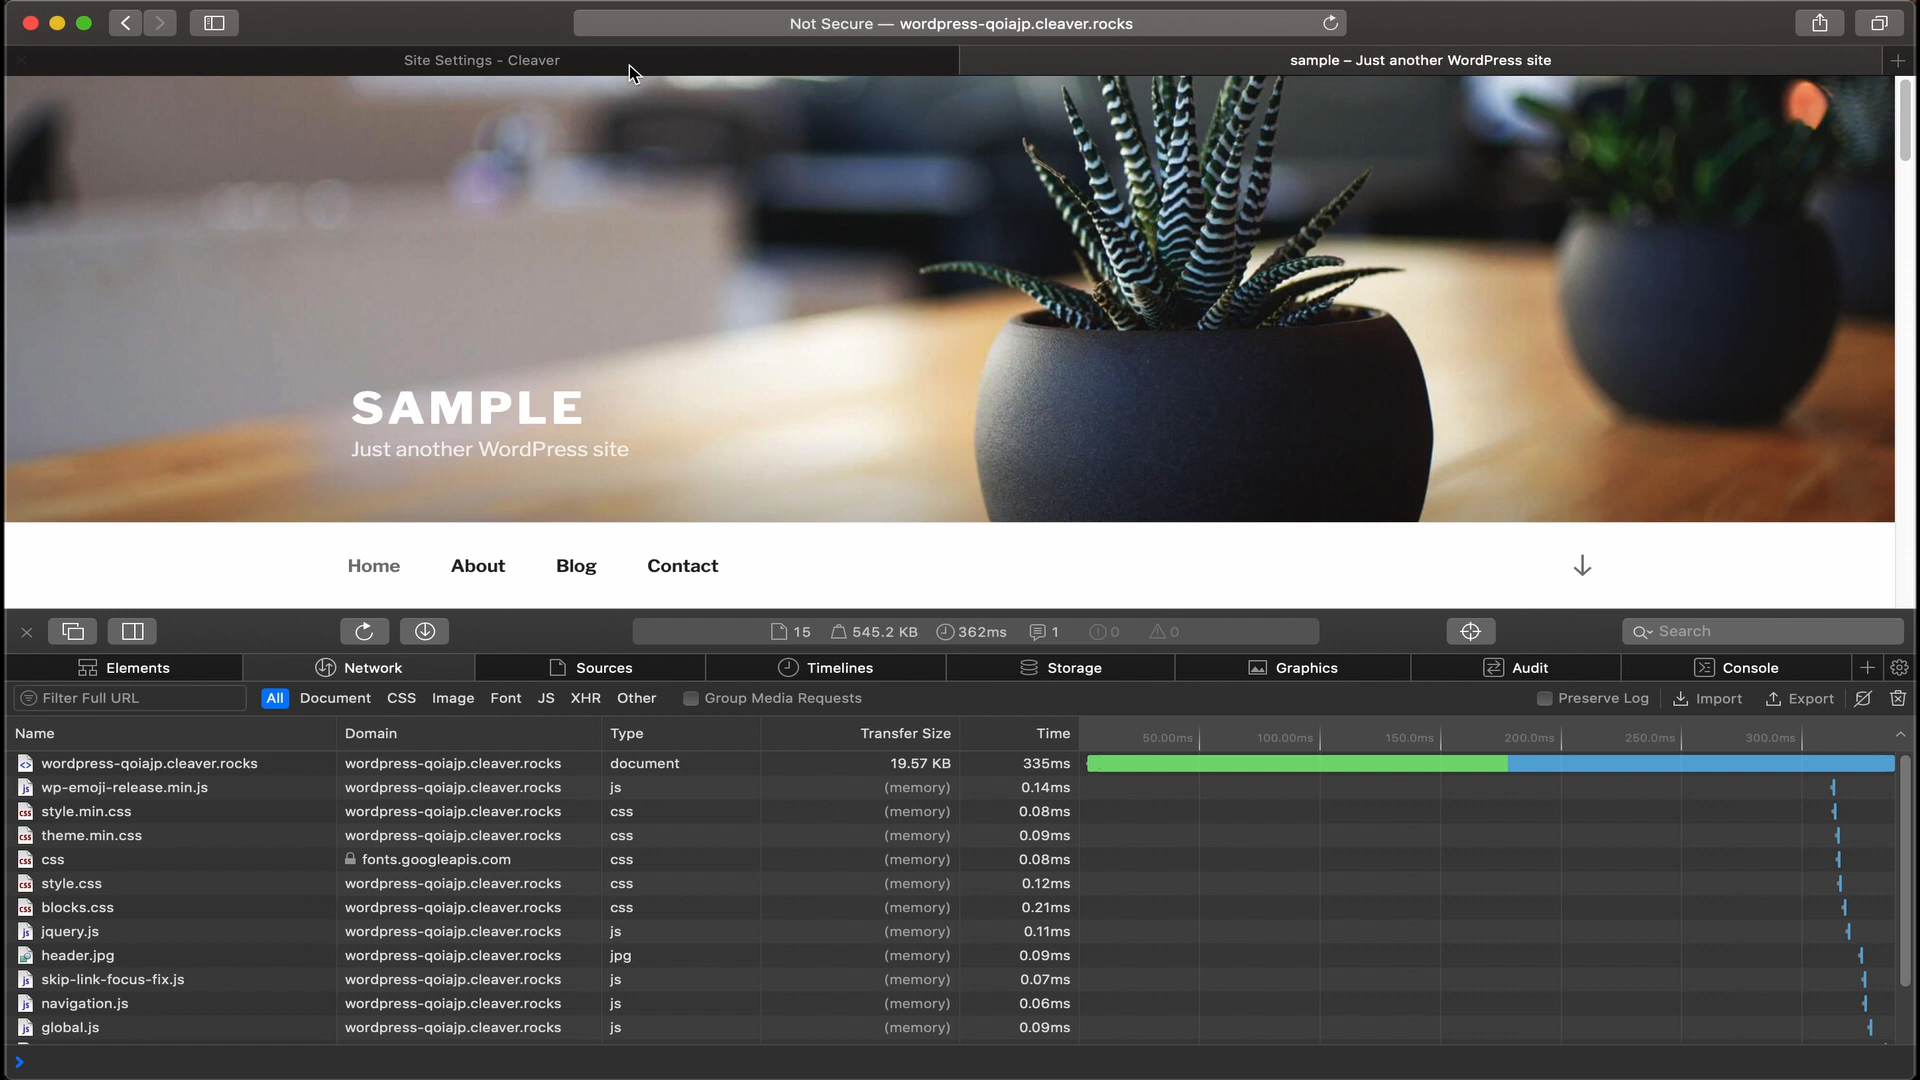 Not Secure — wordpress-qoiajp.cleaver.rocks
Site Settings - Cleaver
sample – Just another WordPress site
SAMPLE
Just another WordPress site
Home About Blog Contact
15 545.2 KB 362ms 1 0 0 Search
Elements Network Sources Timelines Storage Graphics Audit Console
Filter Full URL All Document CSS Image Font JS XHR Other Group Media Requests Preserve Log Import Export
Name Domain Type Transfer Size Time 50.00ms 100.00ms 150.0ms 200.0ms 250.0ms 300.0ms
wordpress-qoiajp.cleaver.rocks wordpress-qoiajp.cleaver.rocks document 19.57 KB 335ms
wp-emoji-release.min.js wordpress-qoiajp.cleaver.rocks js (memory) 0.14ms
style.min.css wordpress-qoiajp.cleaver.rocks css (memory) 0.08ms
theme.min.css wordpress-qoiajp.cleaver.rocks css (memory) 0.09ms
css fonts.googleapis.com css (memory) 0.08ms
style.css wordpress-qoiajp.cleaver.rocks css (memory) 0.12ms
blocks.css wordpress-qoiajp.cleaver.rocks css (memory) 0.21ms
jquery.js wordpress-qoiajp.cleaver.rocks js (memory) 0.11ms
header.jpg wordpress-qoiajp.cleaver.rocks jpg (memory) 0.09ms
skip-link-focus-fix.js wordpress-qoiajp.cleaver.rocks js (memory) 0.07ms
navigation.js wordpress-qoiajp.cleaver.rocks js (memory) 0.06ms
global.js wordpress-qoiajp.cleaver.rocks js (memory) 0.09ms